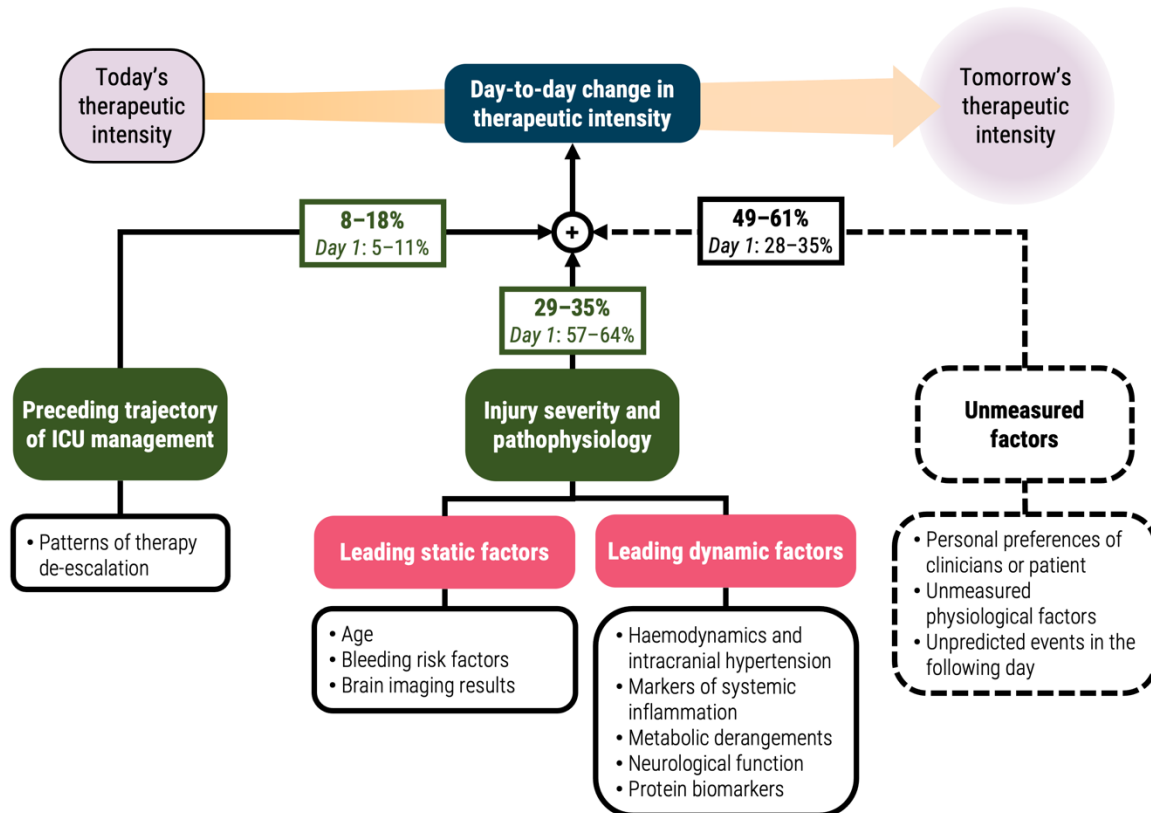 Today's
therapeutic
intensity
Day-to-day change in
therapeutic intensity
Tomorrow's
therapeutic
intensity
8–18%
Day 1: 5–11%
+
49–61%
Day 1: 28–35%
29–35%
Day 1: 57–64%
Preceding trajectory
of ICU management
Injury severity and
pathophysiology
Unmeasured
factors
• Patterns of therapy
de-escalation
Leading static factors
Leading dynamic factors
• Age
• Bleeding risk factors
• Brain imaging results
• Haemodynamics and
intracranial hypertension
• Markers of systemic
inflammation
• Metabolic derangements
• Neurological function
• Protein biomarkers
• Personal preferences of
clinicians or patient
• Unmeasured
physiological factors
• Unpredicted events in the
following day